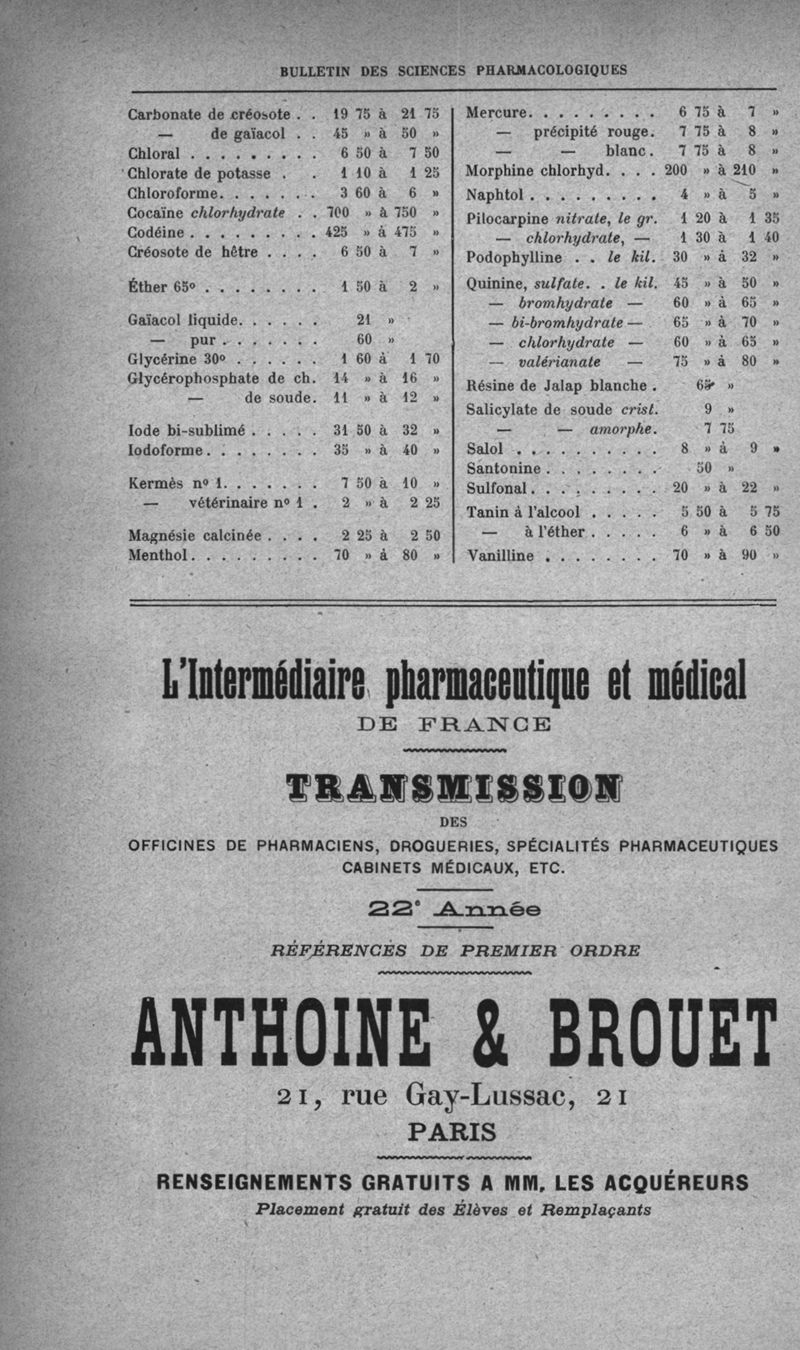 BULLETIN DES SCIENCES PHARMACOLOGIQUES
Carbonate de créosote . . 19 75 à 21 75
— de gaïacol . . 45 » à 50 »
Chloral . . . . . . . . . 6 50 à 7 50
Chlorate de potasse . . 1 10 à 1 25
Chloroforme. . . . . . . . 3 60 à 6 »
Cocaïne chlorhydrate . . 700 » à 750 »
Codéine . . . . . . . . . 425 » à 475 »
Créosote de hêtre . . . . 6 50 à 7 »
Éther 65º . . . . . . . . 1 50 à 2 »
Gaïacol liquide. . . . . . 21 »
— pur . . . . . . . 60 »
Glycérine 30º . . . . . . 1 60 à 1 70
Glycérophosphate de ch. 14 » à 16 »
— de soude. 11 » à 12 »
Iode bi-sublimé . . . . . 31 50 à 32 »
Iodoforme. . . . . . . . 35 » à 40 »
Kermès nº 1. . . . . . . 7 50 à 10 »
— vétérinaire nº 1 . 2 » à 2 25
Magnésie calcinée . . . . 2 25 à 2 50
Menthol. . . . . . . . . 70 » à 80 »
Mercure. . . . . . . . . 6 75 à 7 »
— précipité rouge. 7 75 à 8 »
— — blanc. 7 75 à 8 »
Morphine chlorhyd. . . . 200 » à 210 »
Naphtol . . . . . . . . . 4 » à 5 »
Pilocarpine nitrate, le gr. 1 20 à 1 35
— chlorhydrate, — 1 30 à 1 40
Podophylline . . le kil. 30 » à 32 »
Quinine, sulfate. . le kil. 45 » à 50 »
— bromhydrate — 60 » à 65 »
— bi-bromhydrate — 65 » à 70 »
— chlorhydrate — 60 » à 65 »
— valérianate — 75 » à 80 »
Résine de Jalap blanche . »
Salicylate de soude crist. 9 »
— — amorphe. 7 75
Salol . . . . . . . . . . 8 » à 9 »
Santonine . . . . . . . . 50 »
Sulfonal. . . . . . . . . 20 » à 22 »
Tanin à l'alcool . . . . . 5 50 à 5 75
— à l'éther . . . . . 6 » à 6 50
Vanilline . . . . . . . . 70 » à 90 »
L'Intermédiaire pharmaceutique et médical
DE FRANCE
TRANSMISSION
DES
OFFICINES DE PHARMACIENS, DROGUERIES, SPÉCIALITÉS PHARMACEUTIQUES
CABINETS MÉDICAUX, ETC.
22e Année
RÉFÉRENCES DE PREMIER ORDRE
ANTHOINE & BROUET
21, rue Gay-Lussac, 21
PARIS
RENSEIGNEMENTS GRATUITS A MM. LES ACQUÉREURS
Placement gratuit des Élèves et Remplaçants